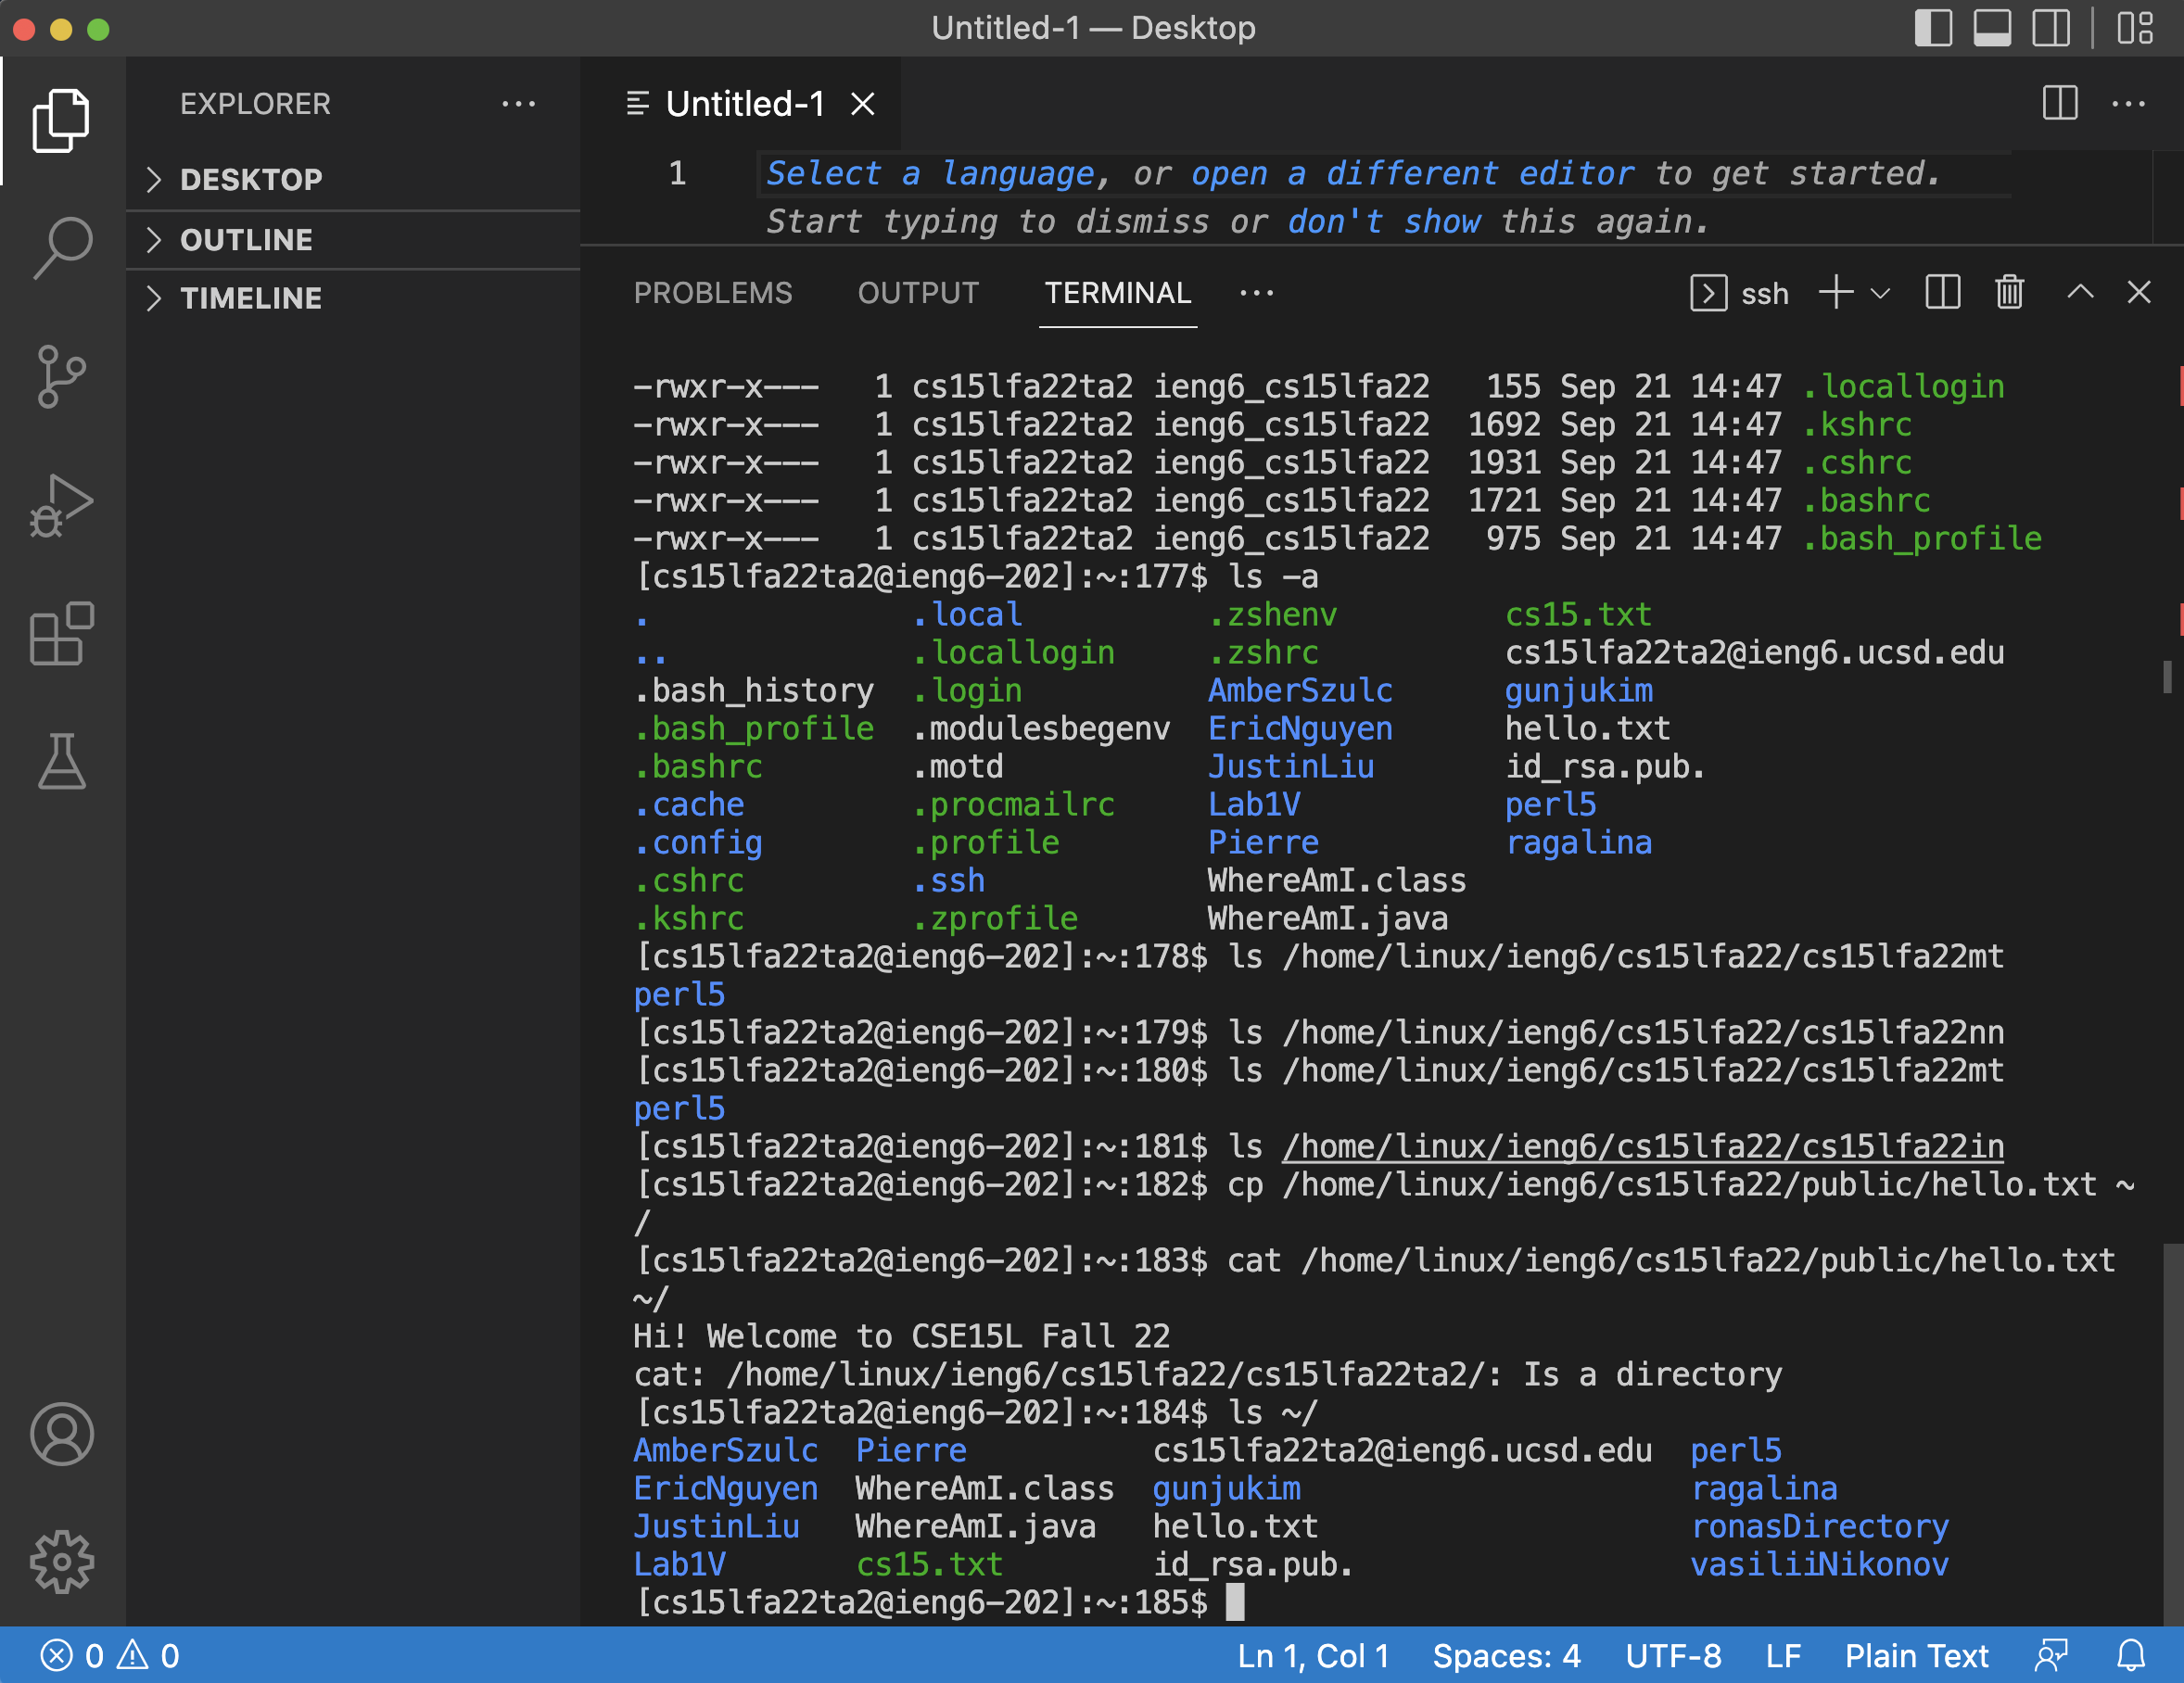 Untitled-1 — Desktop
EXPLORER
DESKTOP
OUTLINE
TIMELINE
Untitled-1
1 Select a language, or open a different editor to get started.
Start typing to dismiss or don't show this again.
PROBLEMS OUTPUT TERMINAL ssh
-rwxr-x--- 1 cs15lfa22ta2 ieng6_cs15lfa22 155 Sep 21 14:47 .locallogin
-rwxr-x--- 1 cs15lfa22ta2 ieng6_cs15lfa22 1692 Sep 21 14:47 .kshrc
-rwxr-x--- 1 cs15lfa22ta2 ieng6_cs15lfa22 1931 Sep 21 14:47 .cshrc
-rwxr-x--- 1 cs15lfa22ta2 ieng6_cs15lfa22 1721 Sep 21 14:47 .bashrc
-rwxr-x--- 1 cs15lfa22ta2 ieng6_cs15lfa22 975 Sep 21 14:47 .bash_profile
[cs15lfa22ta2@ieng6-202]:~:177$ ls -a
. .local .zshenv cs15.txt
.. .locallogin .zshrc cs15lfa22ta2@ieng6.ucsd.edu
.bash_history .login AmberSzulc gunjukim
.bash_profile .modulesbegenv EricNguyen hello.txt
.bashrc .motd JustinLiu id_rsa.pub.
.cache .procmailrc Lab1V perl5
.config .profile Pierre ragalina
.cshrc .ssh WhereAmI.class
.kshrc .zprofile WhereAmI.java
[cs15lfa22ta2@ieng6-202]:~:178$ ls /home/linux/ieng6/cs15lfa22/cs15lfa22mt
perl5
[cs15lfa22ta2@ieng6-202]:~:179$ ls /home/linux/ieng6/cs15lfa22/cs15lfa22nn
[cs15lfa22ta2@ieng6-202]:~:180$ ls /home/linux/ieng6/cs15lfa22/cs15lfa22mt
perl5
[cs15lfa22ta2@ieng6-202]:~:181$ ls /home/linux/ieng6/cs15lfa22/cs15lfa22in
[cs15lfa22ta2@ieng6-202]:~:182$ cp /home/linux/ieng6/cs15lfa22/public/hello.txt ~
/
[cs15lfa22ta2@ieng6-202]:~:183$ cat /home/linux/ieng6/cs15lfa22/public/hello.txt
~/
Hi! Welcome to CSE15L Fall 22
cat: /home/linux/ieng6/cs15lfa22/cs15lfa22ta2/: Is a directory
[cs15lfa22ta2@ieng6-202]:~:184$ ls ~/
AmberSzulc Pierre cs15lfa22ta2@ieng6.ucsd.edu perl5
EricNguyen WhereAmI.class gunjukim ragalina
JustinLiu WhereAmI.java hello.txt ronasDirectory
Lab1V cs15.txt id_rsa.pub. vasiliiNikonov
[cs15lfa22ta2@ieng6-202]:~:185$
0 0 Ln 1, Col 1 Spaces: 4 UTF-8 LF Plain Text